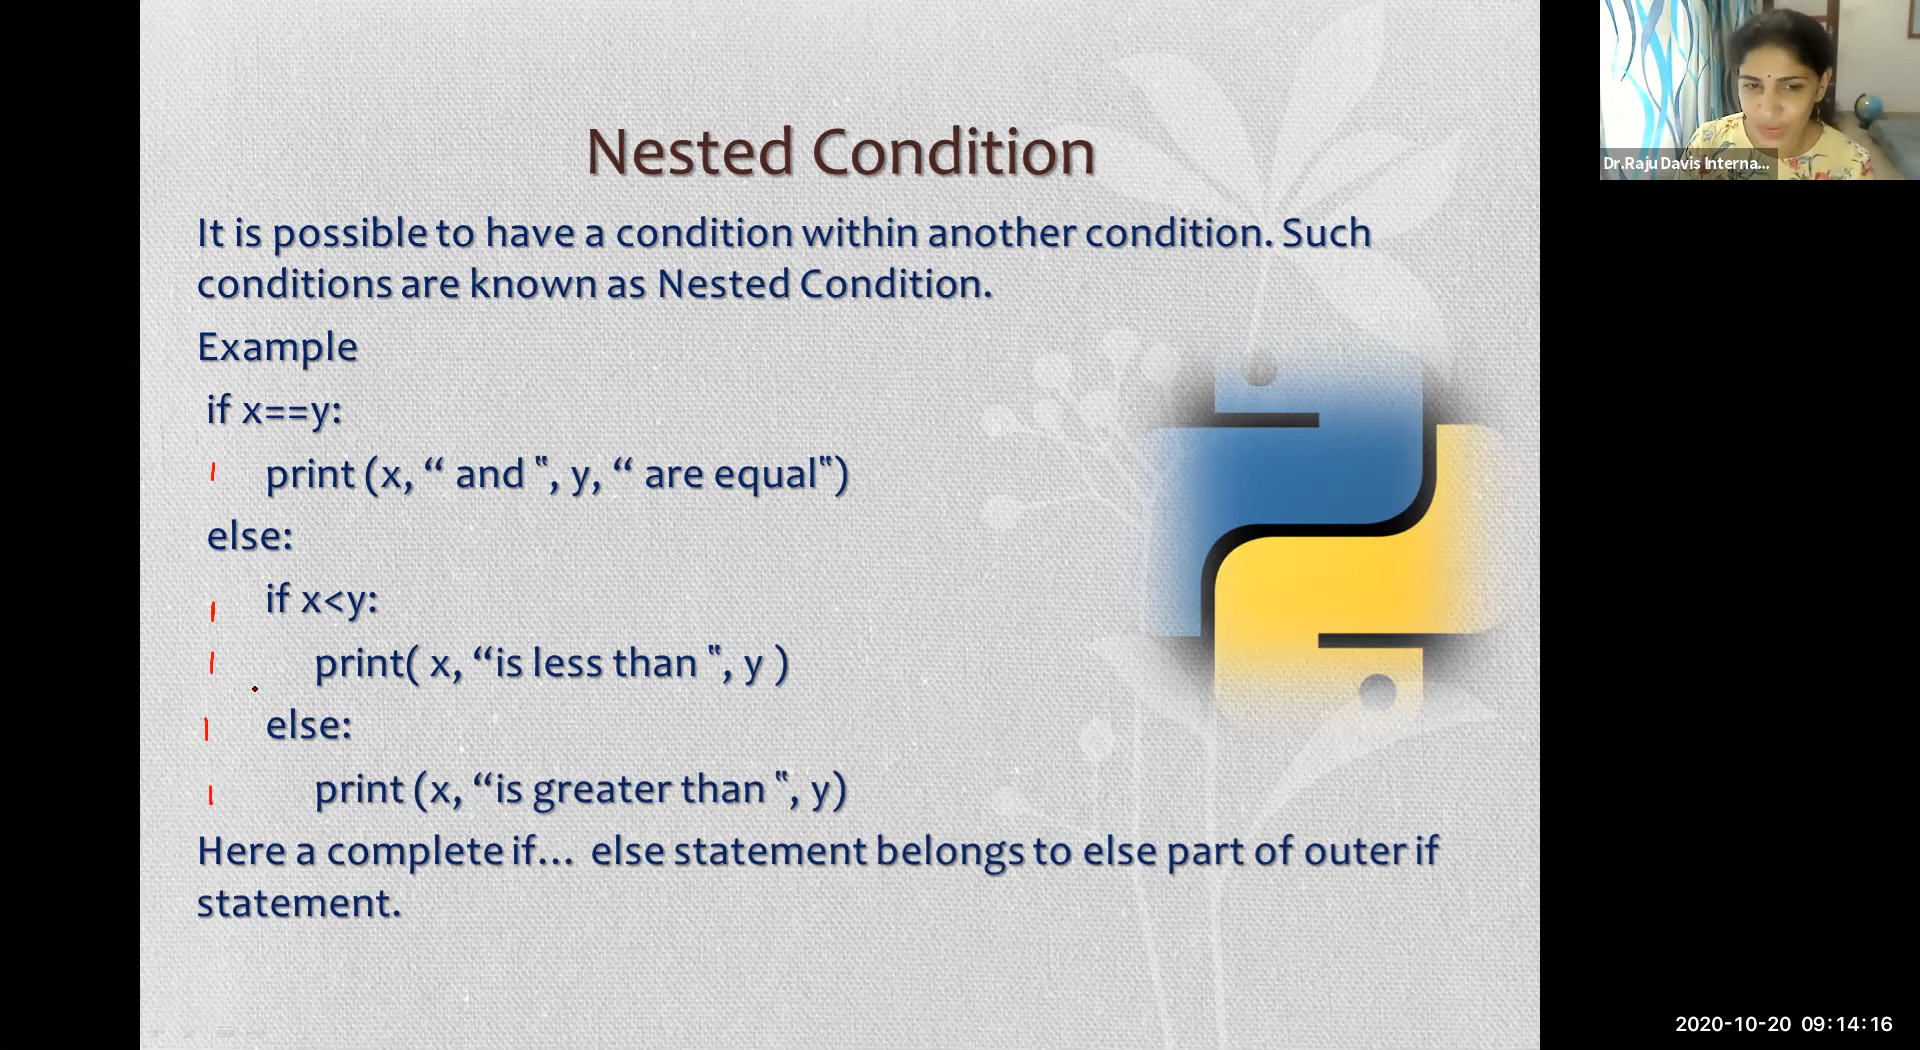 Nested Condition
It is possible to have a condition within another condition. Such
conditions are known as Nested Condition.
Example
if x==y:
print (x, “ and ‟, y, “ are equal‟)
else:
if x<y:
print( x, “is less than ‟, y )
else:
print (x, “is greater than ‟, y)
Here a complete if... else statement belongs to else part of outer if
statement.
Dr.Raju Davis Interna...
2020-10-20 09:14:16